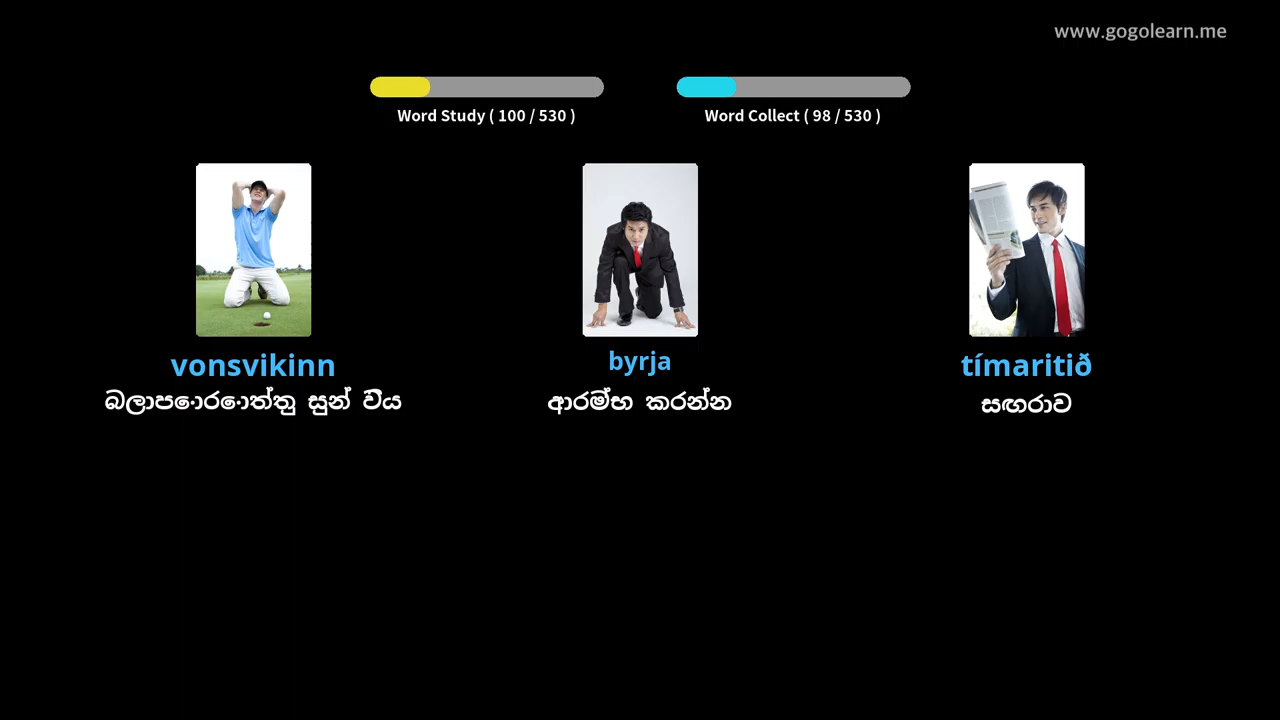 www.gogolearn.me
Word Study ( 100 / 530 )
Word Collect ( 98 / 530 )
vonsvikinn
byrja
tímaritið
බලාපොරොත්තු සුන් විය
ආරම්භ කරන්න
සඟරාව